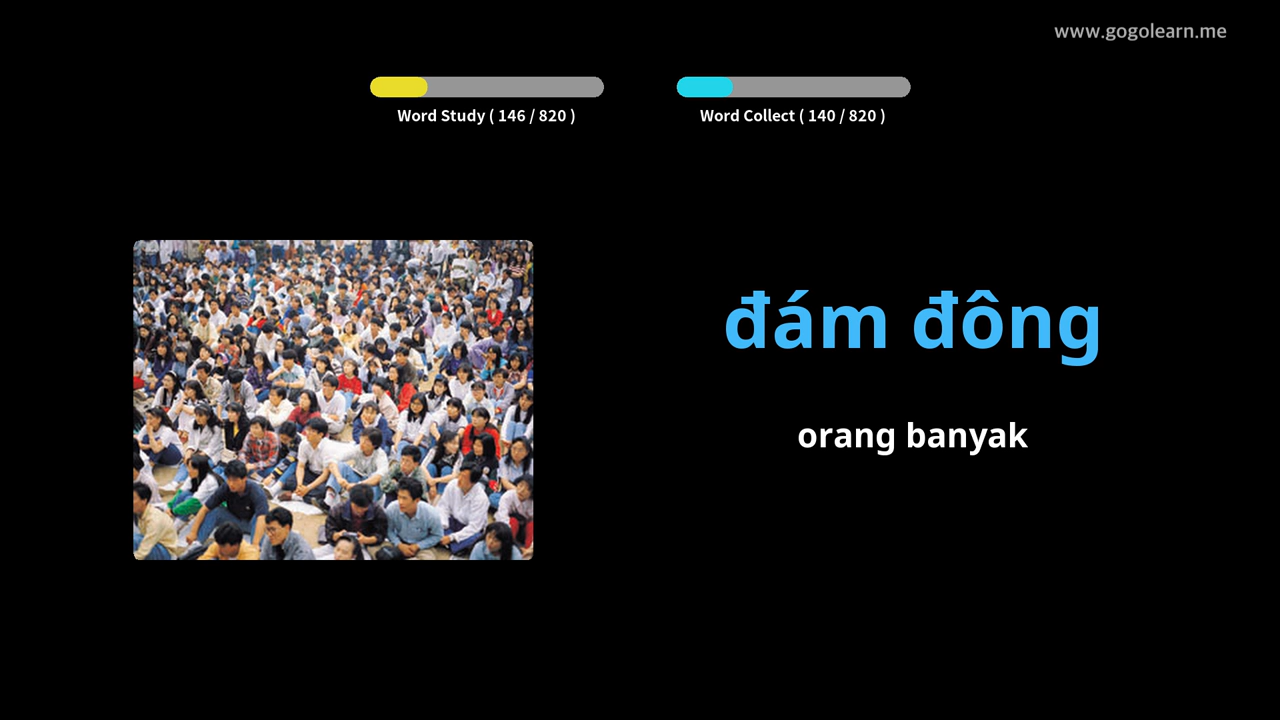 www.gogolearn.me
Word Study ( 146 / 820 )
Word Collect ( 140 / 820 )
đám đông
orang banyak